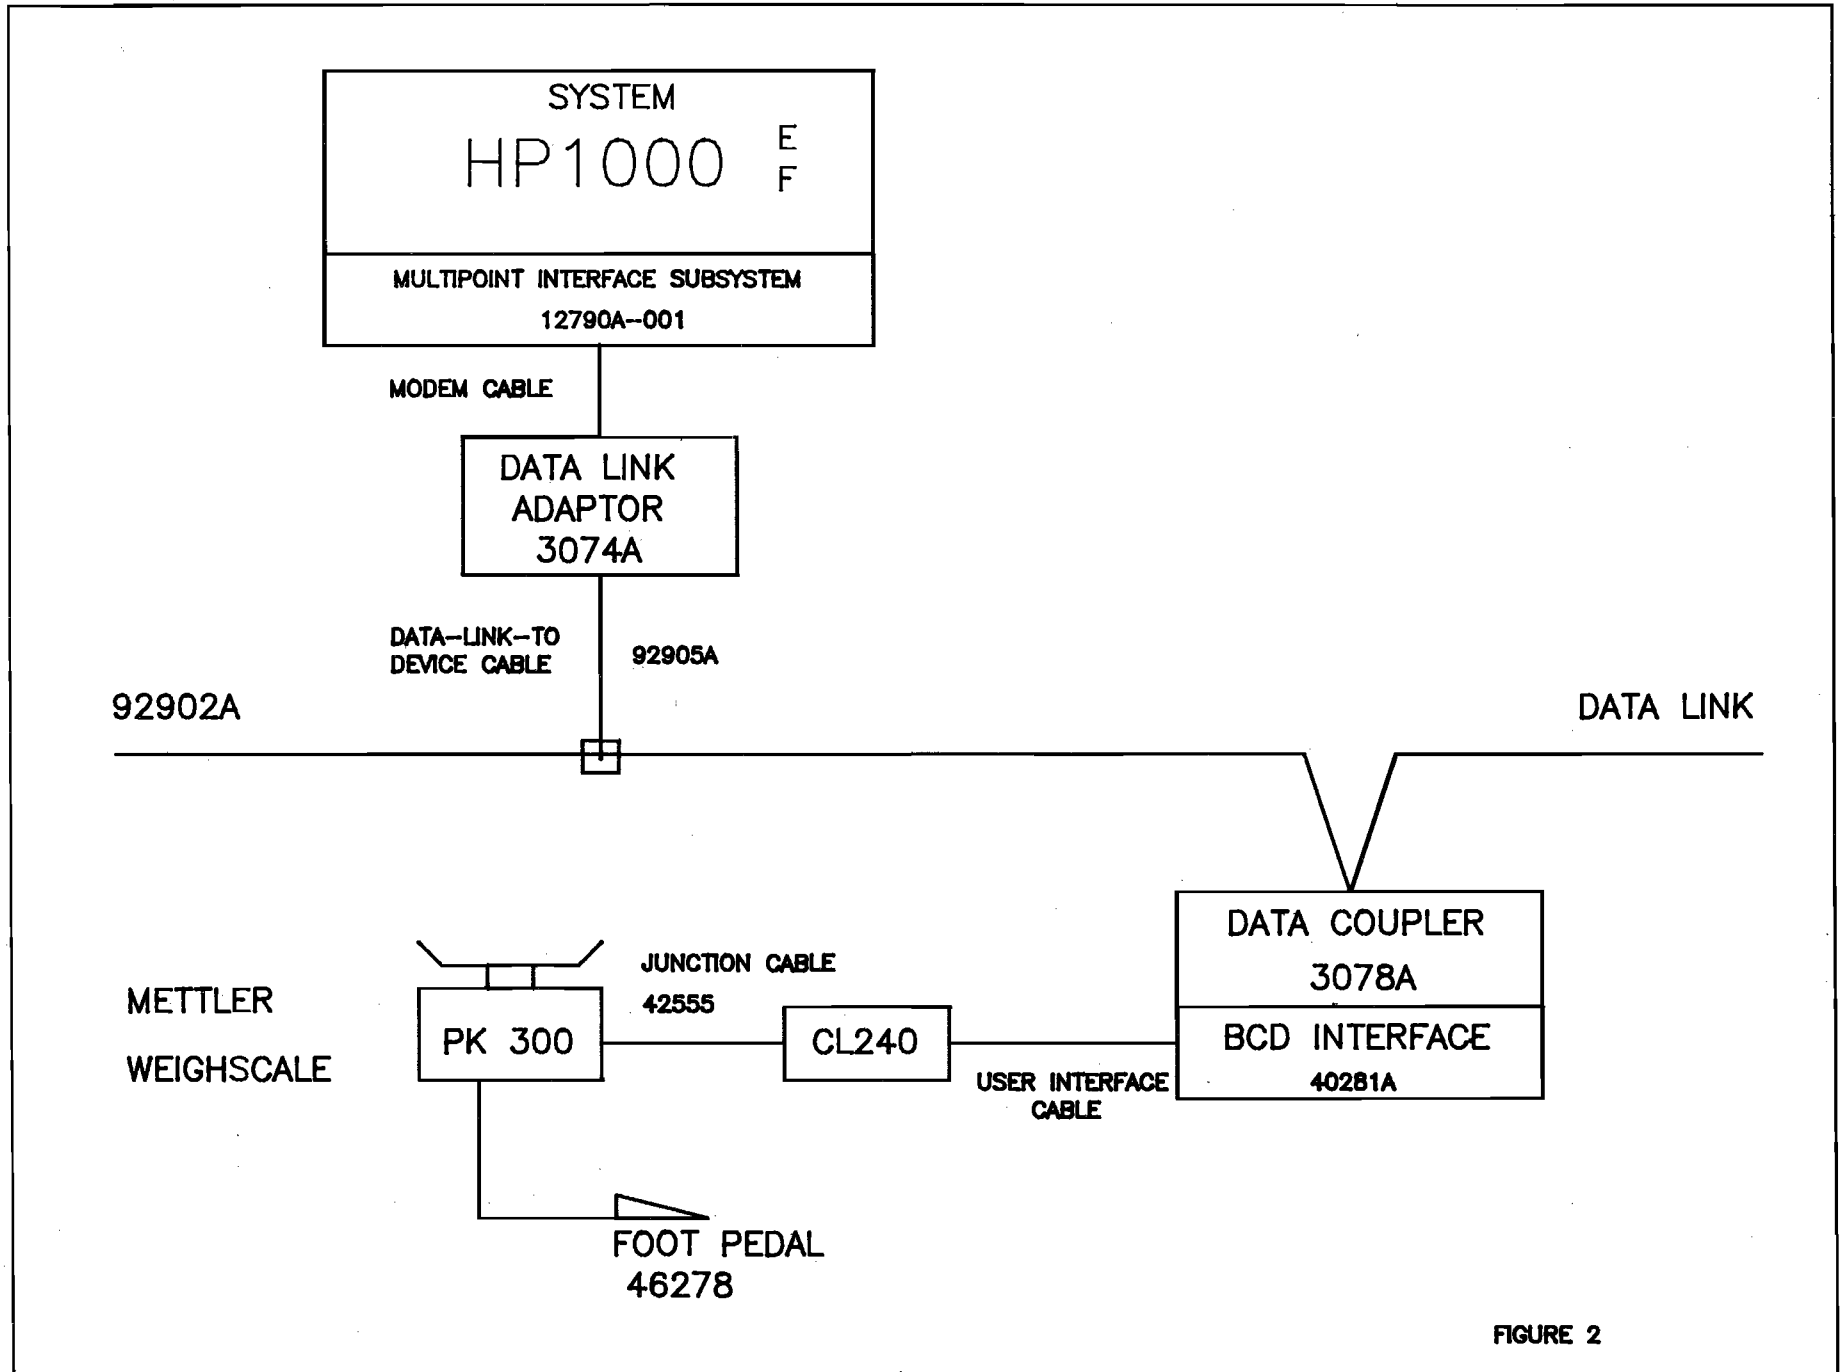 SYSTEM
HP1000 E
F
MULTIPOINT INTERFACE SUBSYSTEM
12790A--001
MODEM CABLE
DATA LINK
ADAPTOR
3074A
DATA-LINK-TO
DEVICE CABLE
92905A
92902A
DATA LINK
DATA COUPLER
3078A
BCD INTERFACE
40281A
METTLER
WEIGHSCALE
PK 300
JUNCTION CABLE
42555
CL240
USER INTERFACE
CABLE
FOOT PEDAL
46278
FIGURE 2